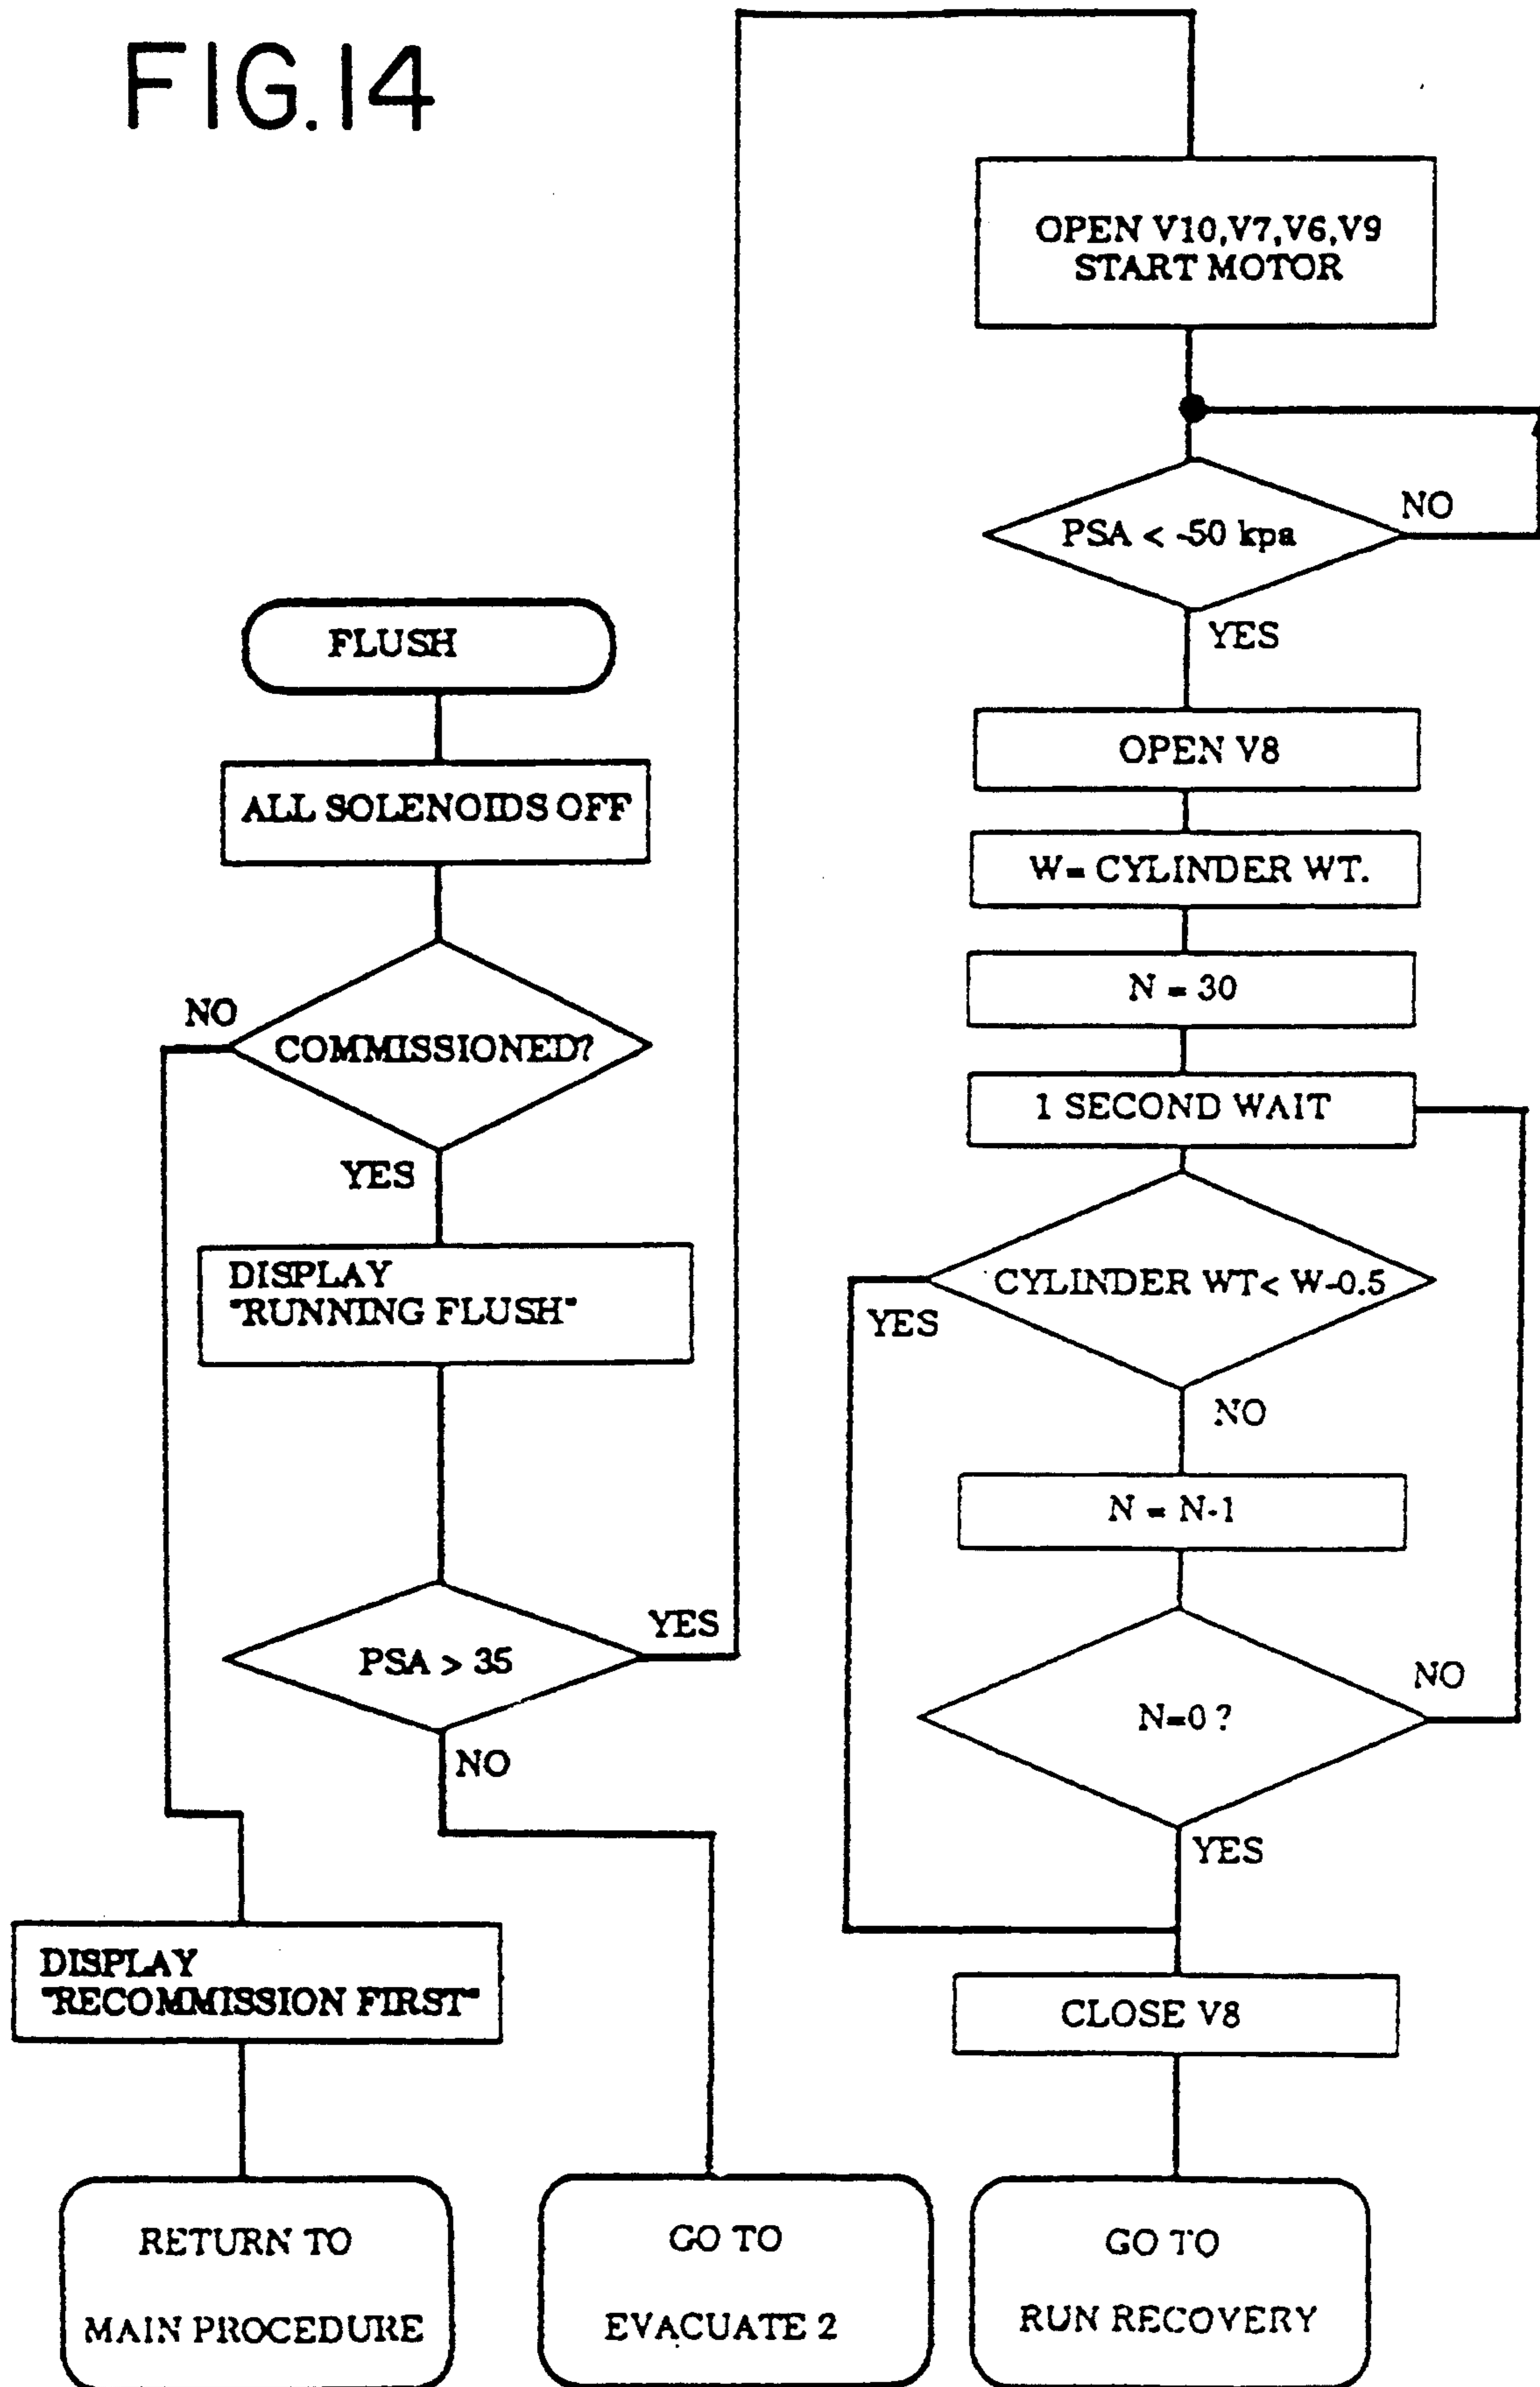 FIG.14
FLUSH
ALL SOLENOIDS OFF
COMMISSIONED?
NO
YES
DISPLAY
"RUNNING FLUSH"
PSA > 35
YES
NO
DISPLAY
"RECOMMISSION FIRST"
RETURN TO
MAIN PROCEDURE
GO TO
EVACUATE 2
OPEN V10,V7,V6,V9
START MOTOR
PSA < -50 kpa
NO
YES
OPEN V8
W= CYLINDER WT.
N = 30
1 SECOND WAIT
CYLINDER WT< W-0.5
YES
NO
N = N-1
N=0 ?
NO
YES
CLOSE V8
GO TO
RUN RECOVERY